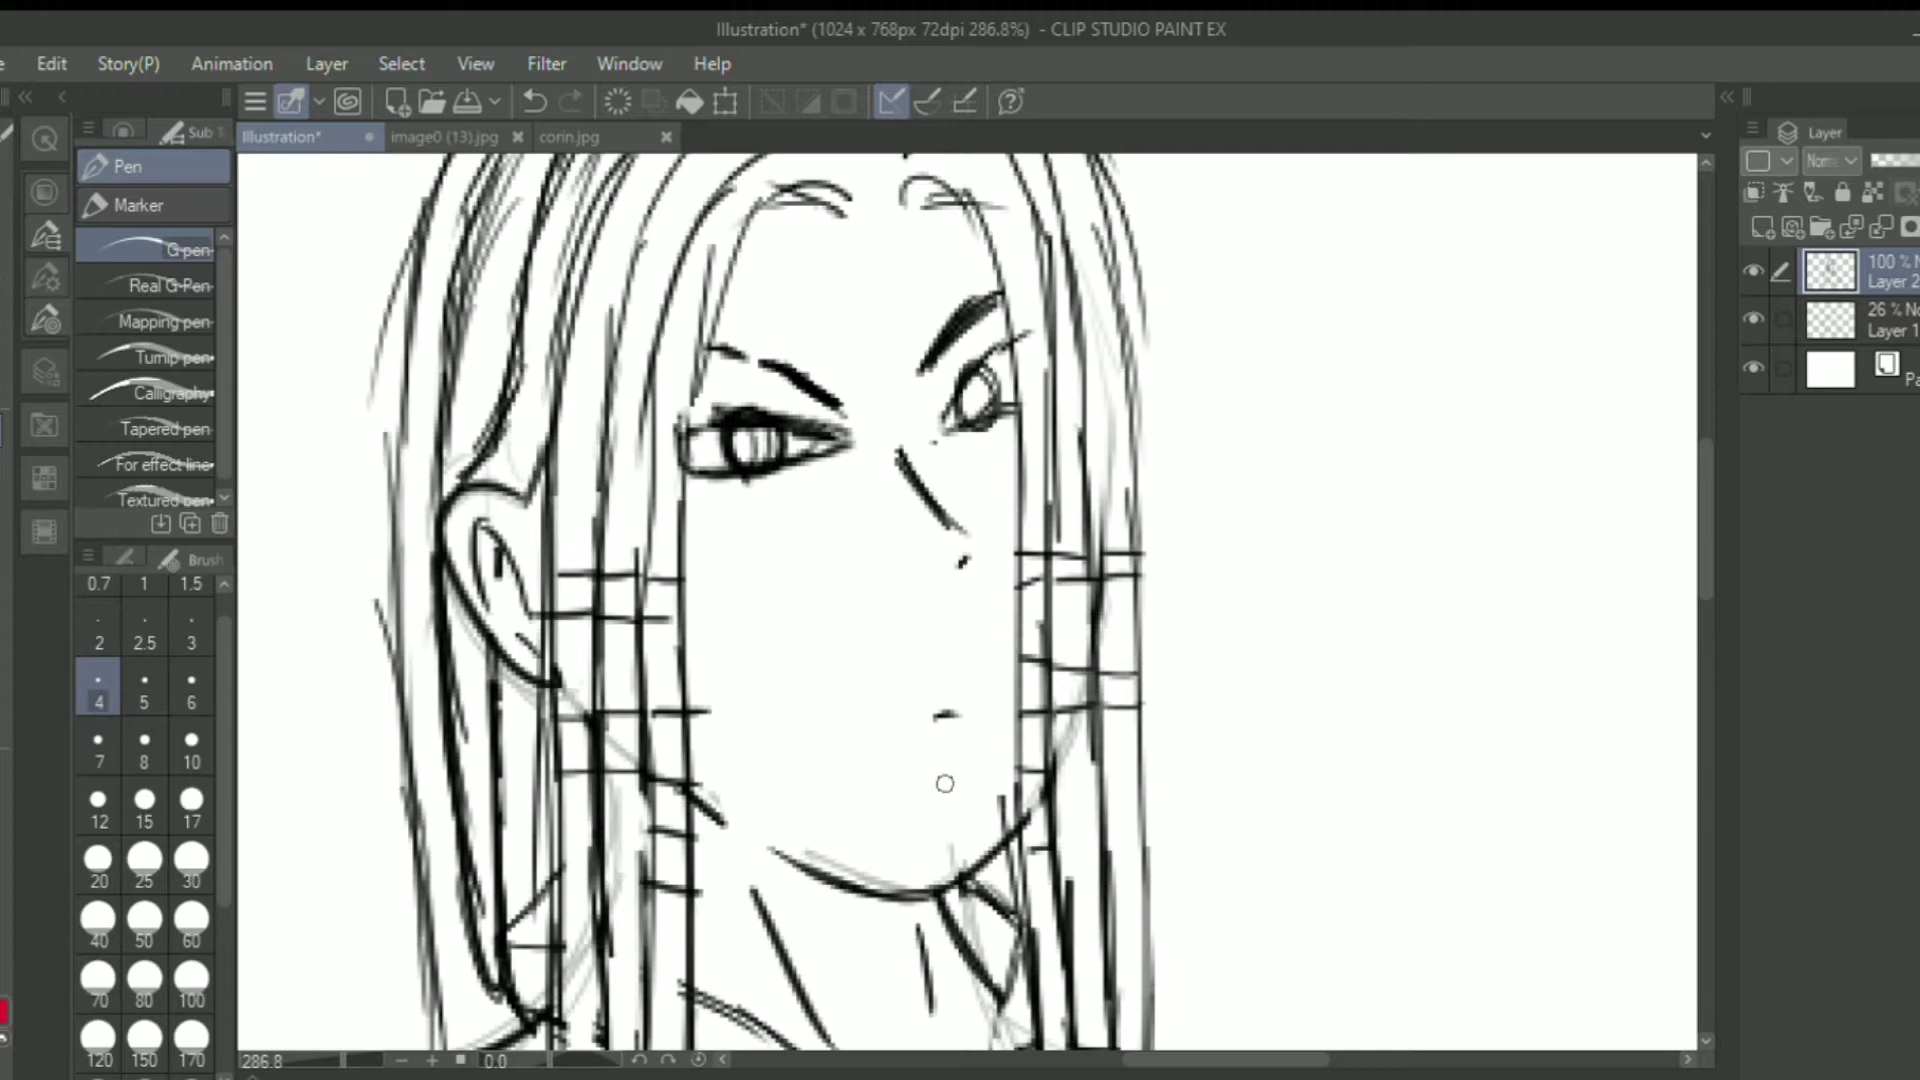 Illustration* (1024 x 768px 72dpi 286.8%) - CLIP STUDIO PAINT EX
e Edit Story(P) Animation Layer Select View Filter Window Help
Sub T
Illustration* image0 (13).jpg corin.jpg
Layer
Pen
Norm
Marker
G-pen
Real G-Pen
Mapping pen
Turnip pen
Calligraphy
Tapered pen
For effect line
Textured pen
100 % N
Layer 2
26 % No
Layer 1
Pa
Brush
0.7 1 1.5
2 2.5 3
4 5 6
7 8 10
12 15 17
20 25 30
40 50 60
70 80 100
120 150 170
286.8 0.0